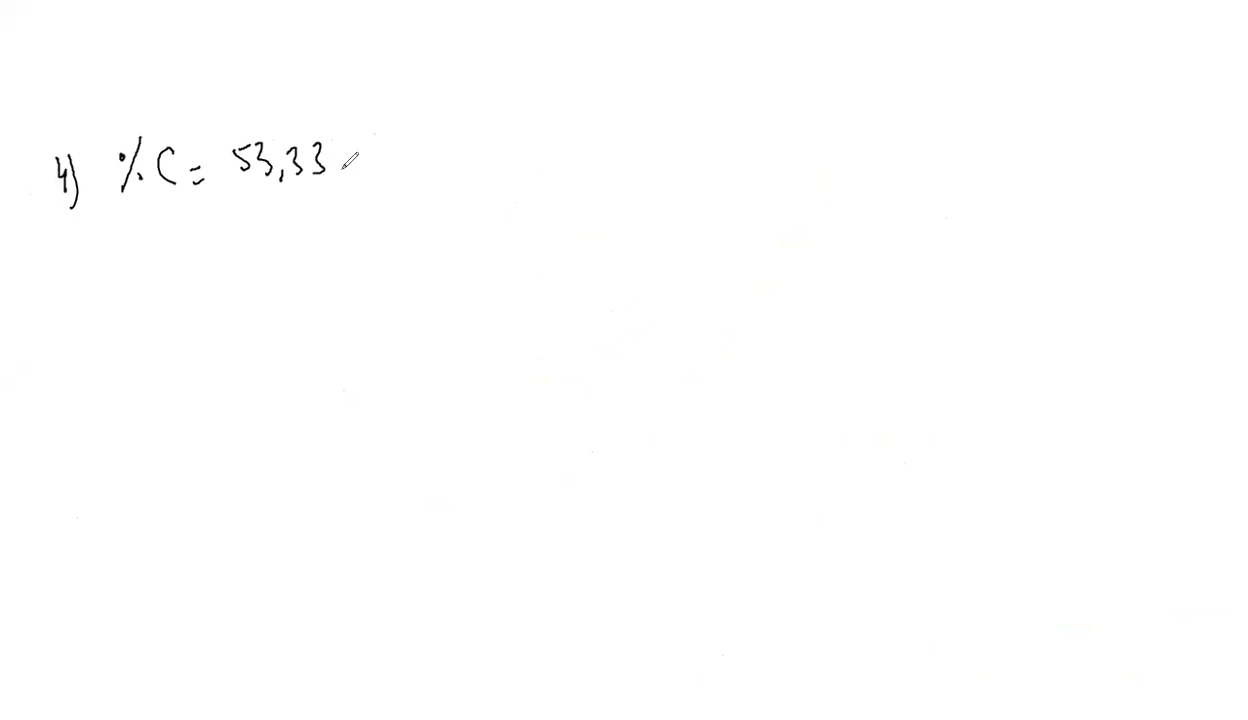 4) % C = 53,33